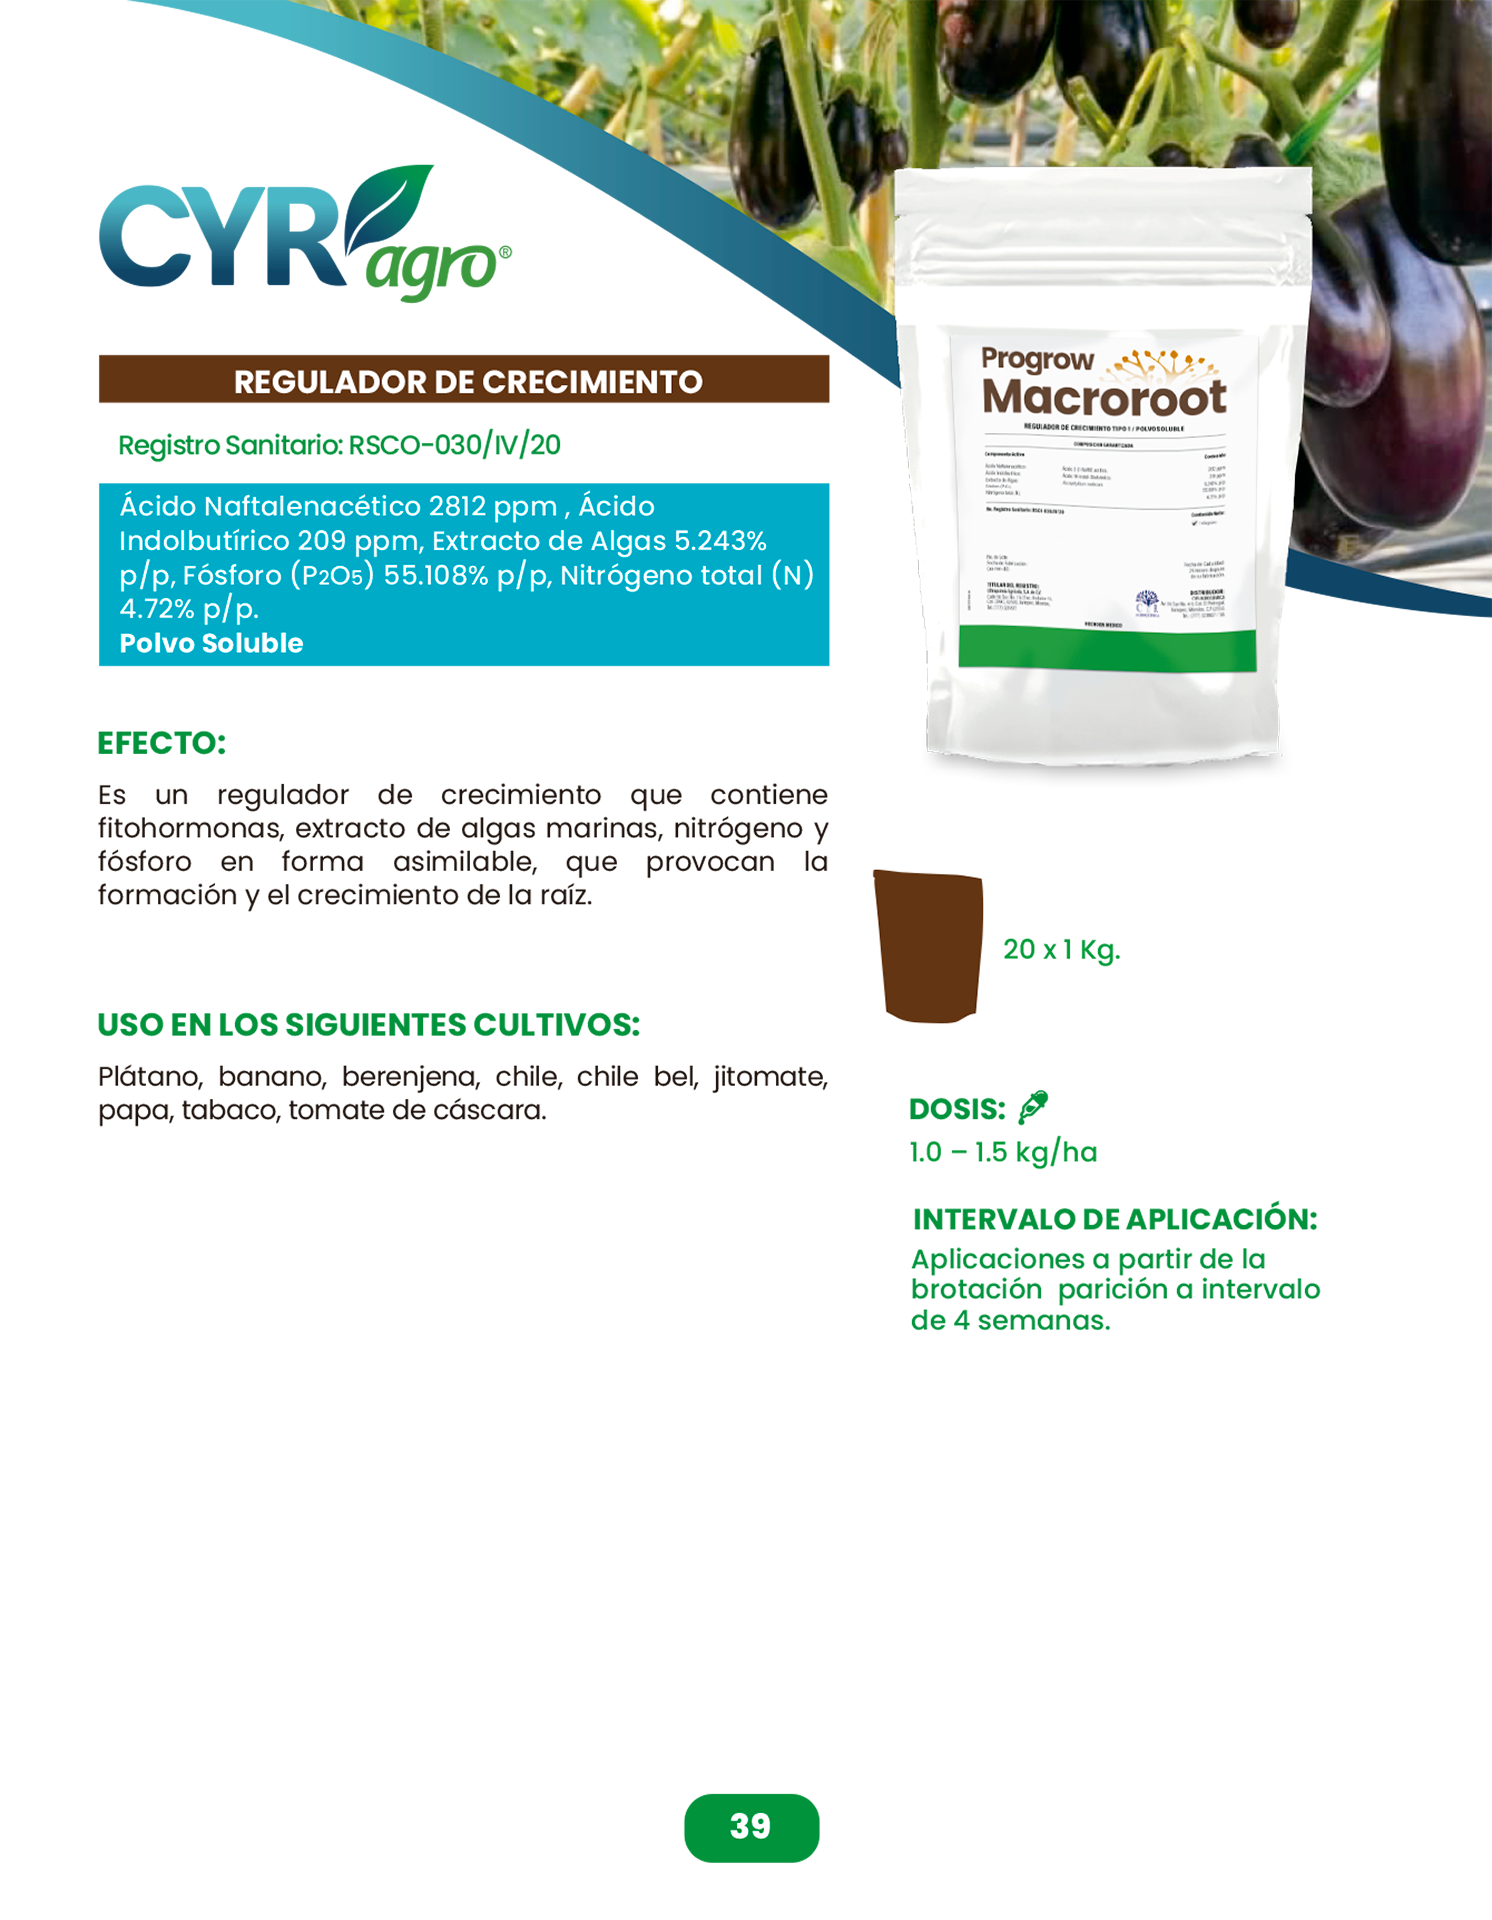 CYR agro®
REGULADOR DE CRECIMIENTO
Registro Sanitario: RSCO-030/IV/20
Ácido Naftalenacético 2812 ppm , Ácido
Indolbutírico 209 ppm, Extracto de Algas 5.243%
p/p, Fósforo (P2O5) 55.108% p/p, Nitrógeno total (N)
4.72% p/p.
Polvo Soluble
Progrow
Macroroot
REGULADOR DE CRECIMIENTO TIPO 1 / POLVO SOLUBLE
COMPOSICION GARANTIZADA
EFECTO:
Es un regulador de crecimiento que contiene
fitohormonas, extracto de algas marinas, nitrógeno y
fósforo en forma asimilable, que provocan la
formación y el crecimiento de la raíz.
20 x 1 Kg.
USO EN LOS SIGUIENTES CULTIVOS:
Plátano, banano, berenjena, chile, chile bel, jitomate,
papa, tabaco, tomate de cáscara.
DOSIS:
1.0 – 1.5 kg/ha
INTERVALO DE APLICACIÓN:
Aplicaciones a partir de la
brotación  parición a intervalo
de 4 semanas.
39